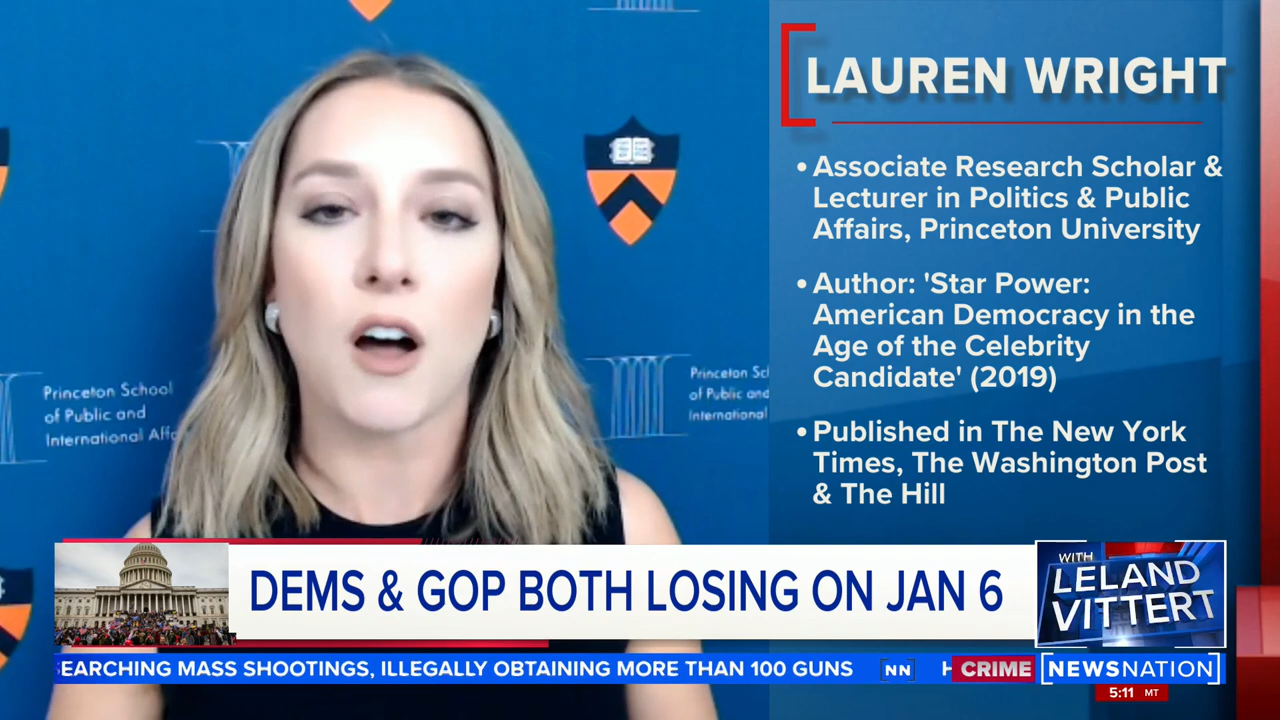 LAUREN WRIGHT
• Associate Research Scholar &
Lecturer in Politics & Public
Affairs, Princeton University
• Author: 'Star Power:
American Democracy in the
Age of the Celebrity
Candidate' (2019)
• Published in The New York
Times, The Washington Post
& The Hill
Princeton School
of Public and
International Affa
Princeton Sc
of Public and
International
DEMS & GOP BOTH LOSING ON JAN 6
WITH
LELAND
VITTERT
EARCHING MASS SHOOTINGS, ILLEGALLY OBTAINING MORE THAN 100 GUNS
NN
H
CRIME
NEWSNATION
5:11 MT